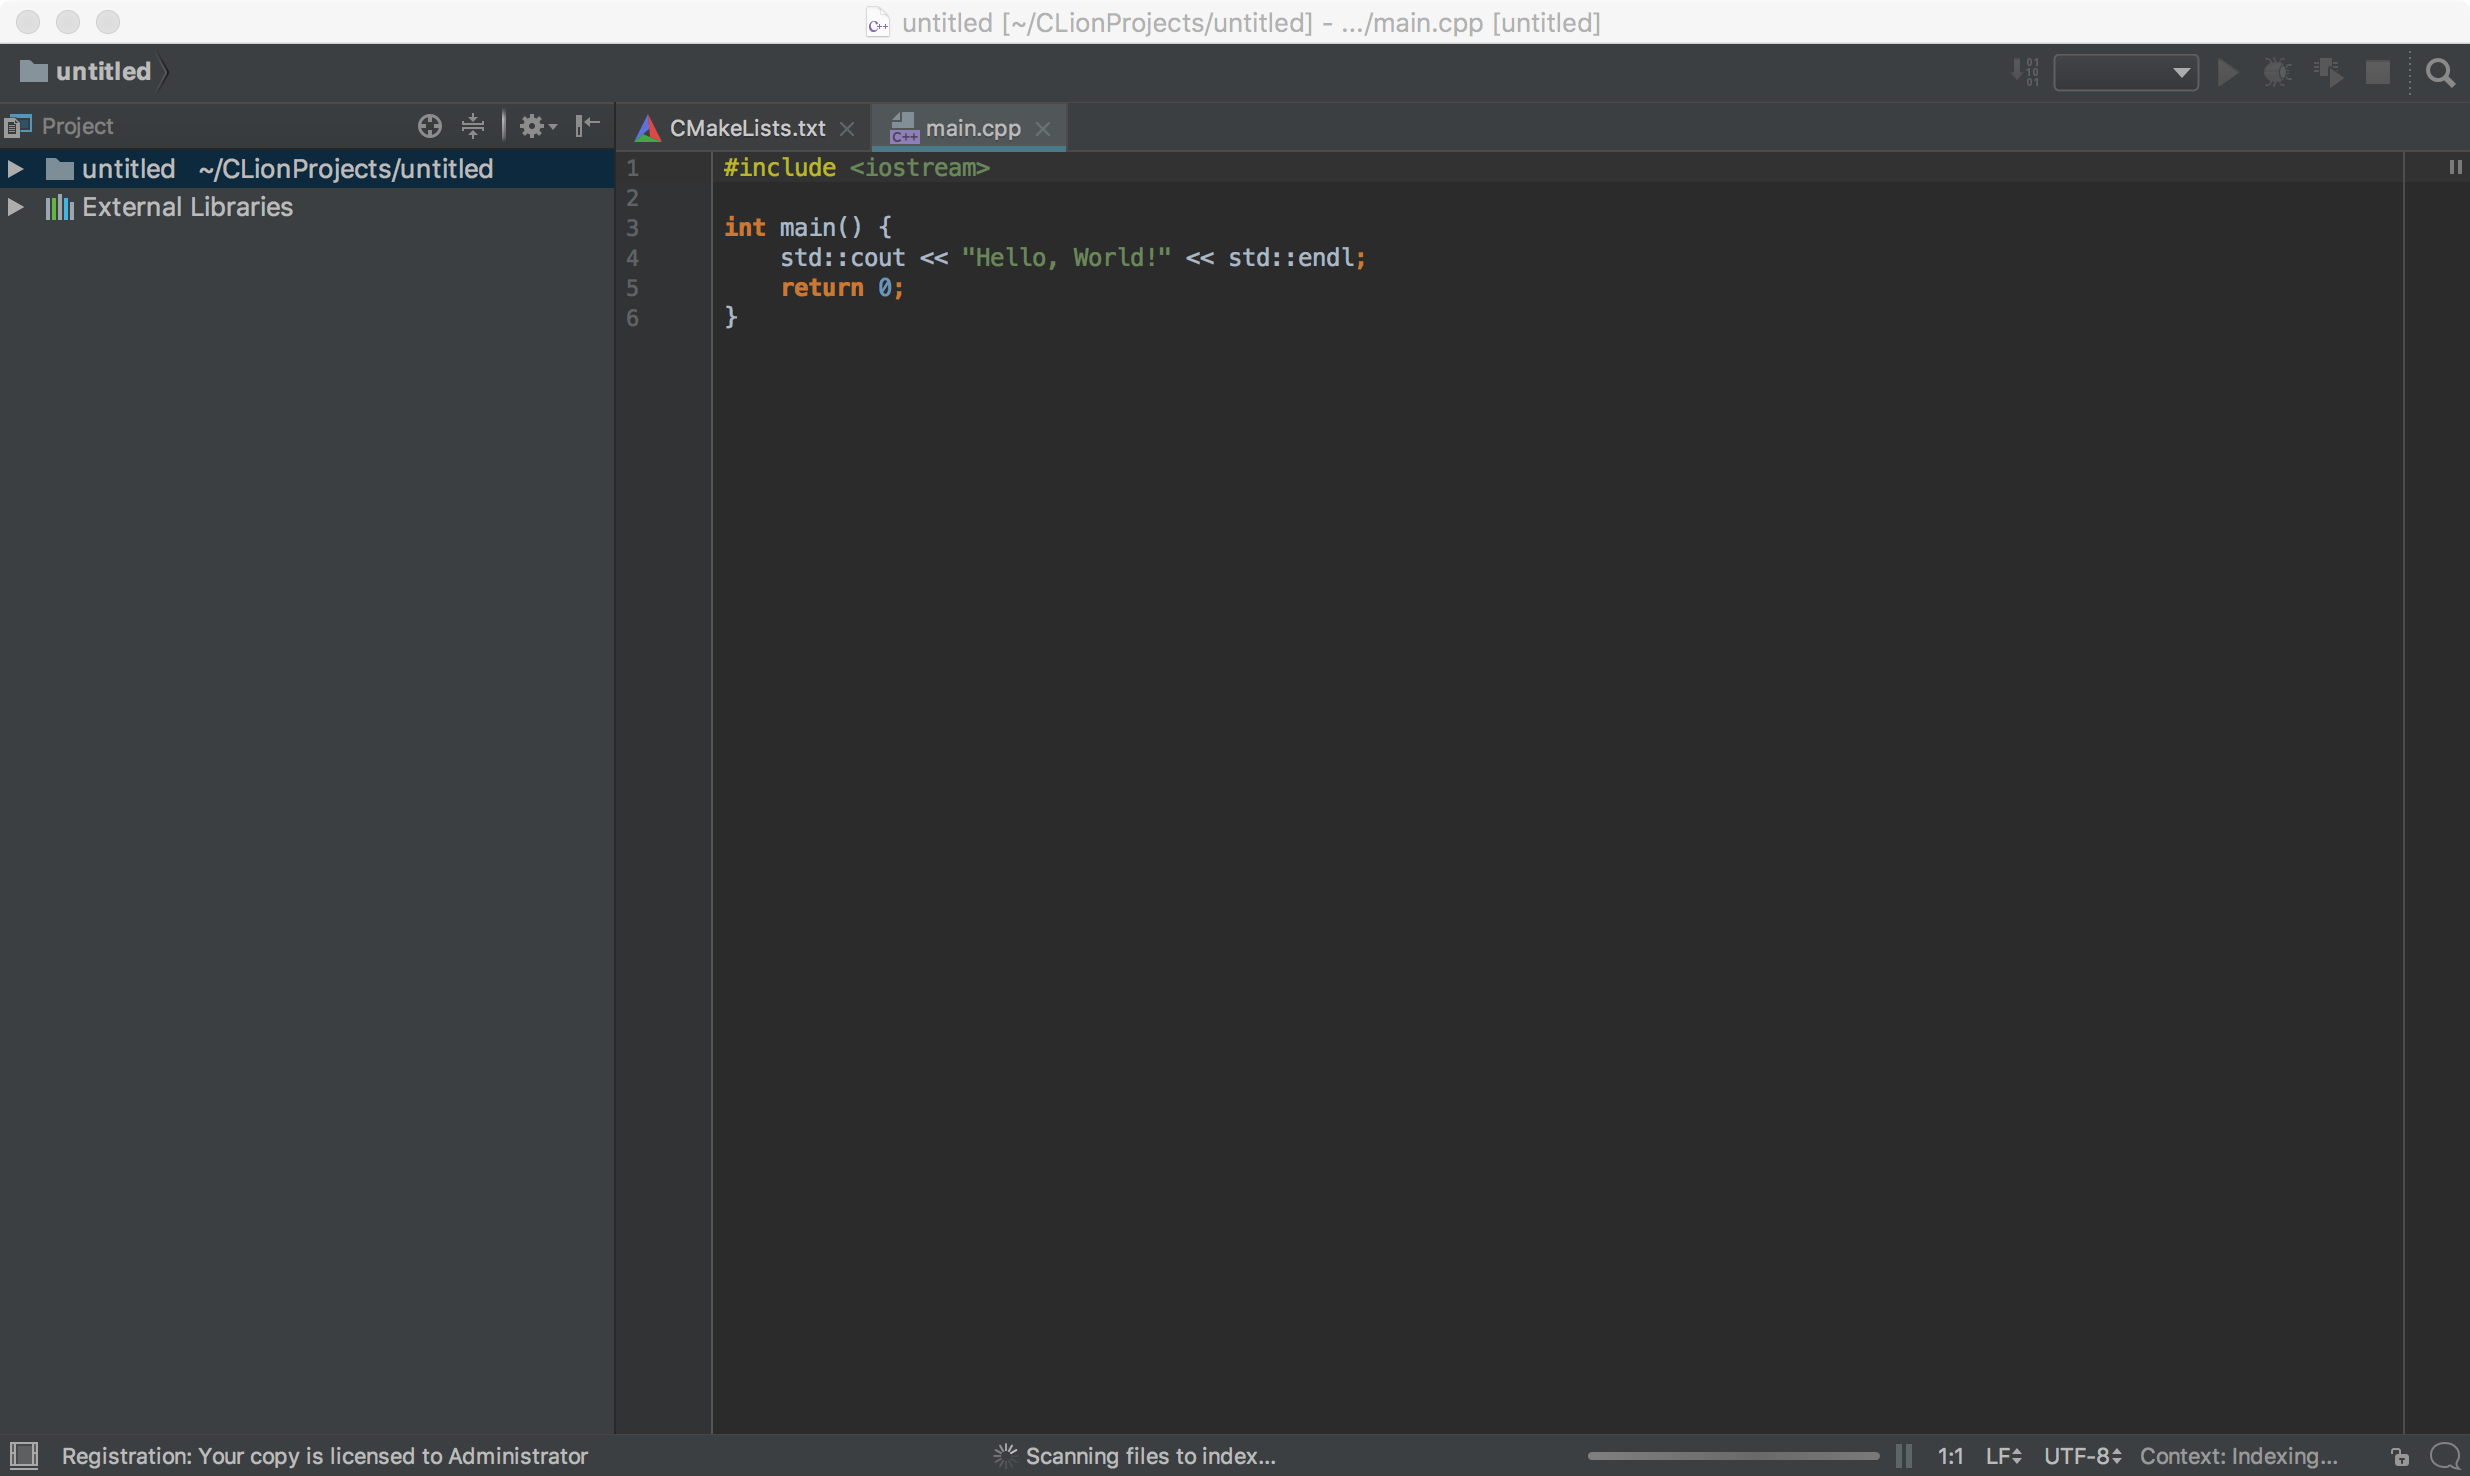 untitled [~/CLionProjects/untitled] - .../main.cpp [untitled]
untitled
Project
CMakeLists.txt
main.cpp
untitled ~/CLionProjects/untitled
External Libraries
1 #include <iostream>
2
3 int main() {
4 std::cout << "Hello, World!" << std::endl;
5 return 0;
6 }
Registration: Your copy is licensed to Administrator
Scanning files to index...
1:1 LF UTF-8 Context: Indexing...